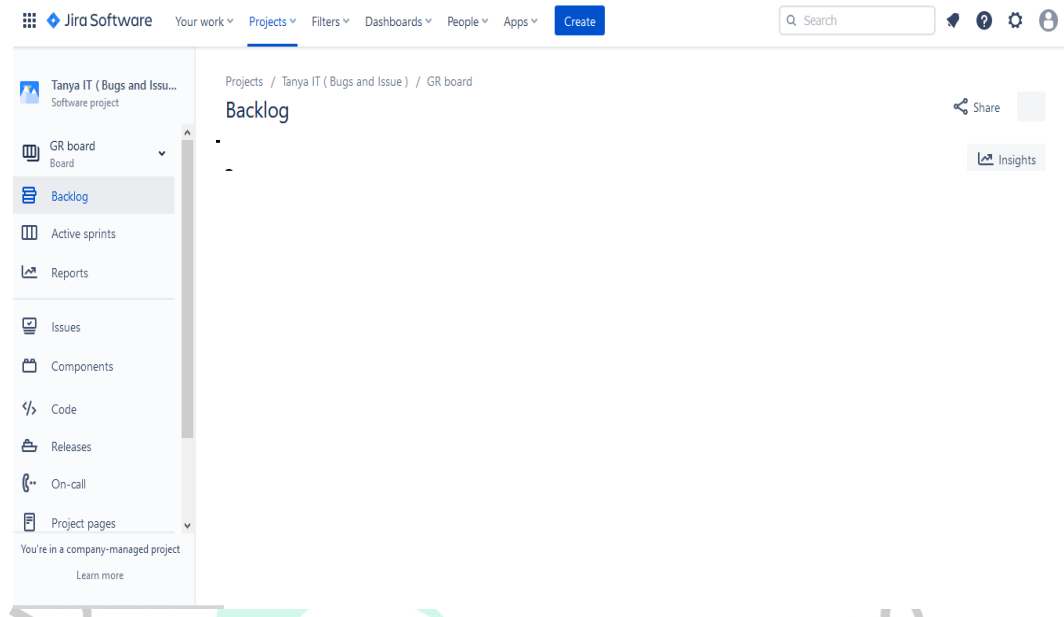 Jira Software Your work Projects Filters Dashboards People Apps Create Search
Tanya IT ( Bugs and Issu...
Software project
Projects / Tanya IT ( Bugs and Issue ) / GR board
Backlog
Share
GR board
Board
Insights
Backlog
Active sprints
Reports
Issues
Components
Code
Releases
On-call
Project pages
You're in a company-managed project
Learn more